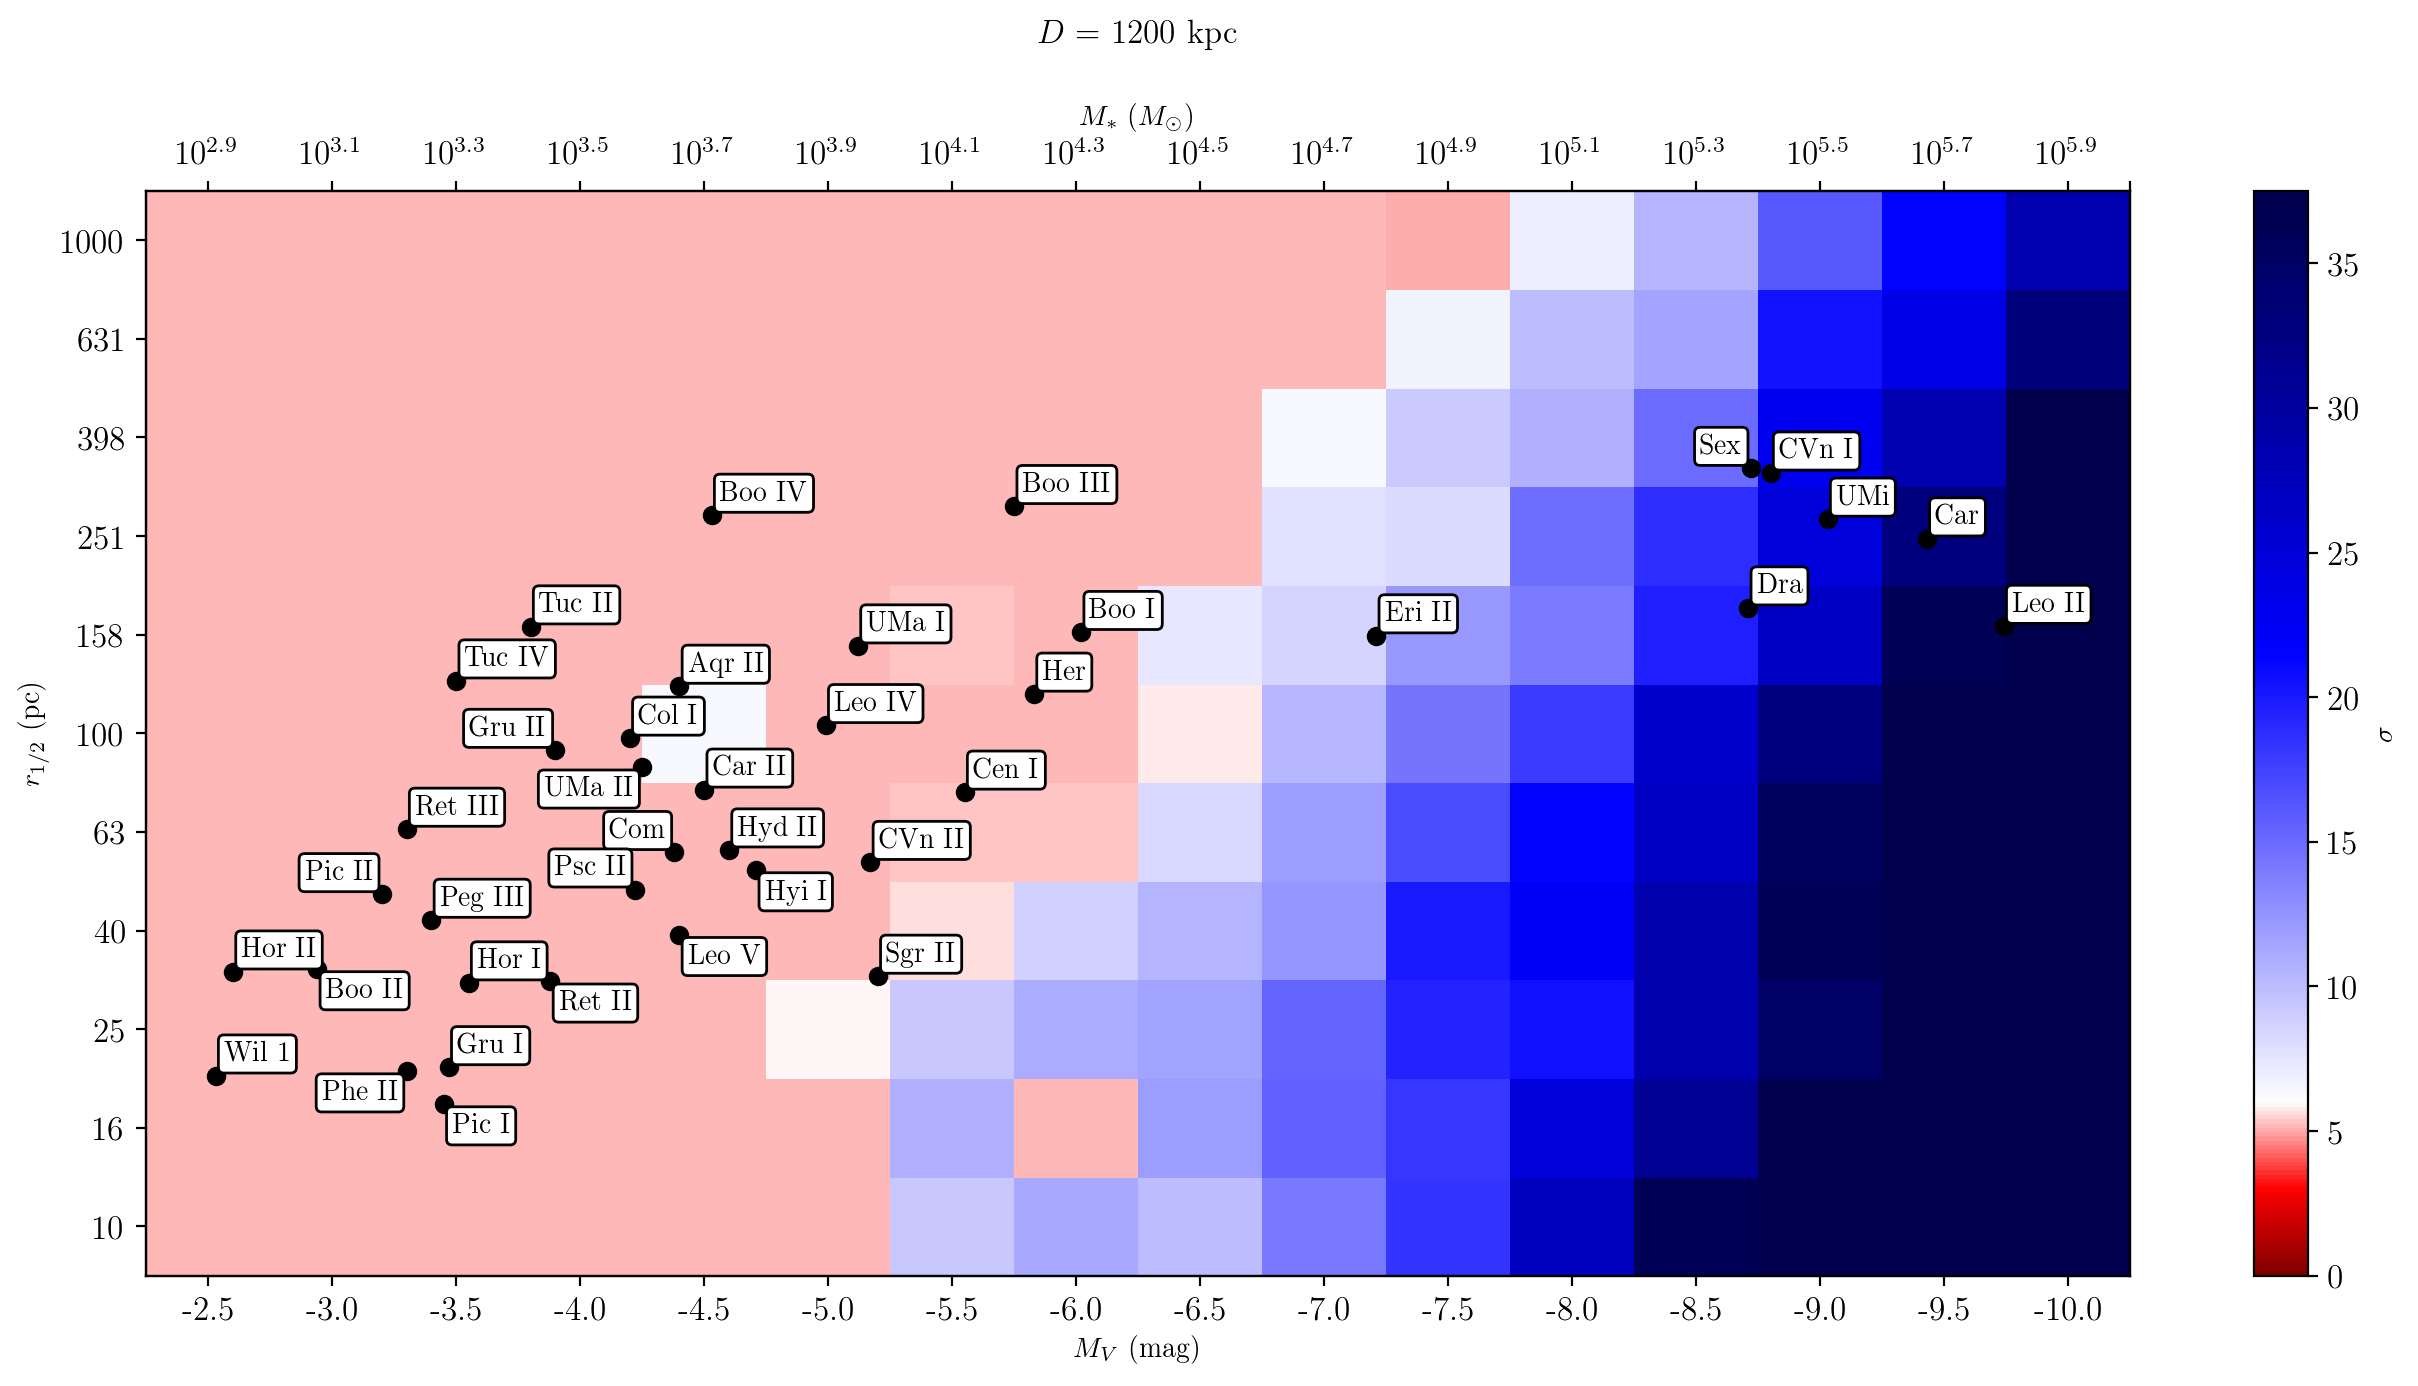 D = 1200 kpc
M* (M⊙)
10^2.9 10^3.1 10^3.3 10^3.5 10^3.7 10^3.9 10^4.1 10^4.3 10^4.5 10^4.7 10^4.9 10^5.1 10^5.3 10^5.5 10^5.7 10^5.9
1000
631
398
251
158
100
63
40
25
16
10
r1/2 (pc)
Sex
CVn I
Boo IV
Boo III
UMi
Car
Dra
Tuc II
UMa I
Boo I
Eri II
Leo II
Tuc IV
Aqr II
Her
Gru II
Col I
Leo IV
UMa II
Car II
Cen I
Ret III
Com
Hyd II
CVn II
Pic II
Psc II
Peg III
Hyi I
Hor II
Boo II
Hor I
Ret II
Leo V
Sgr II
Wil 1
Gru I
Phe II
Pic I
-2.5 -3.0 -3.5 -4.0 -4.5 -5.0 -5.5 -6.0 -6.5 -7.0 -7.5 -8.0 -8.5 -9.0 -9.5 -10.0
MV (mag)
35
30
25
20
15
10
5
0
σ